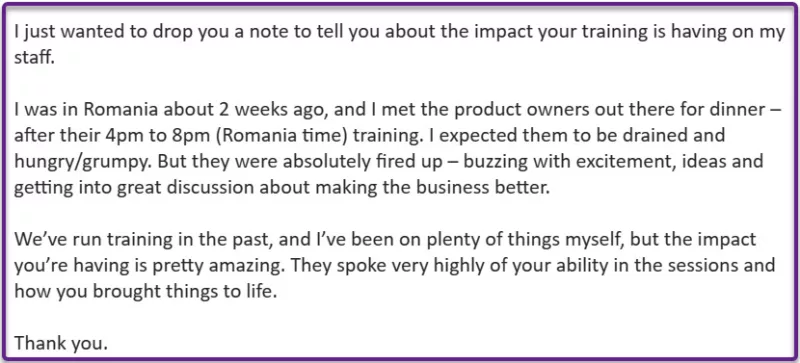 I just wanted to drop you a note to tell you about the impact your training is having on my
staff.
I was in Romania about 2 weeks ago, and I met the product owners out there for dinner –
after their 4pm to 8pm (Romania time) training. I expected them to be drained and
hungry/grumpy. But they were absolutely fired up – buzzing with excitement, ideas and
getting into great discussion about making the business better.
We’ve run training in the past, and I’ve been on plenty of things myself, but the impact
you’re having is pretty amazing. They spoke very highly of your ability in the sessions and
how you brought things to life.
Thank you.